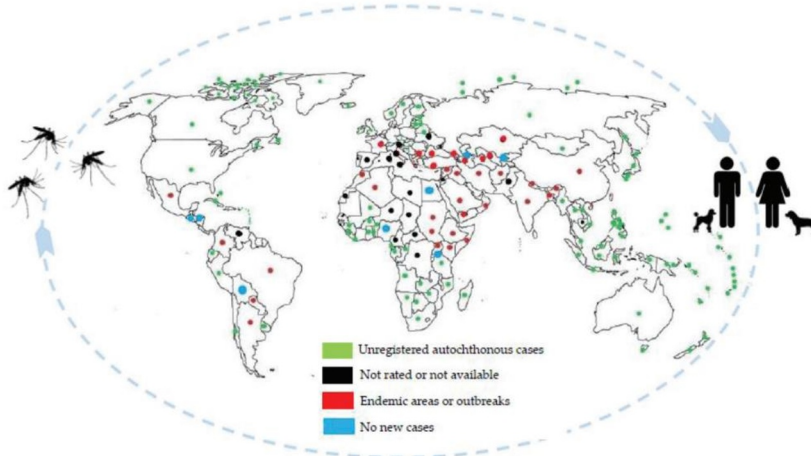 Unregistered autochthonous cases
Not rated or not available
Endemic areas or outbreaks
No new cases